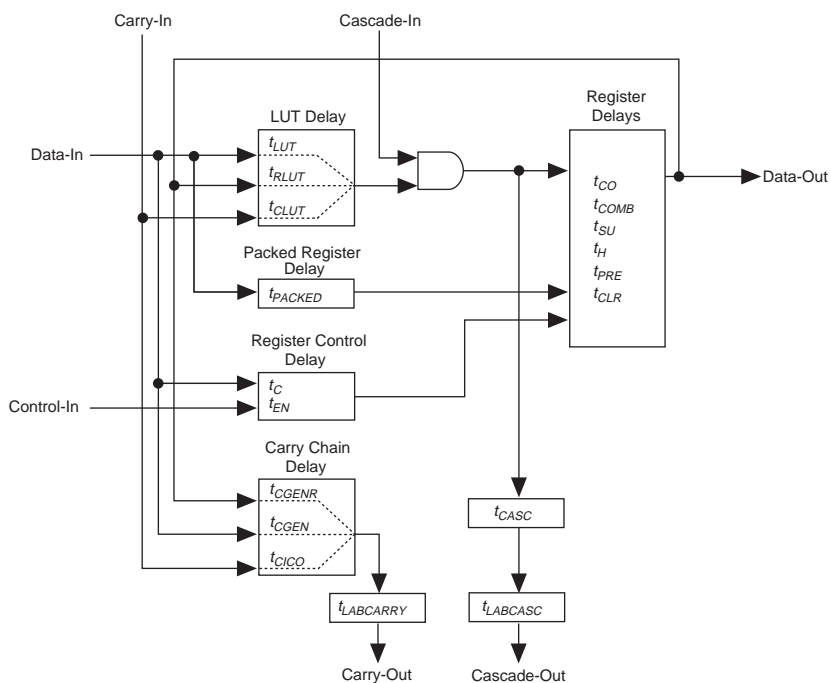 Carry-In
Cascade-In
LUT Delay
Register
Delays
Data-In
tLUT
tRLUT
tCLUT
tCO
tCOMB
tSU
tH
tPRE
tCLR
Data-Out
Packed Register
Delay
tPACKED
Register Control
Delay
tC
tEN
Control-In
Carry Chain
Delay
tCGENR
tCGEN
tCICO
tCASC
tLABCARRY
tLABCASC
Carry-Out
Cascade-Out